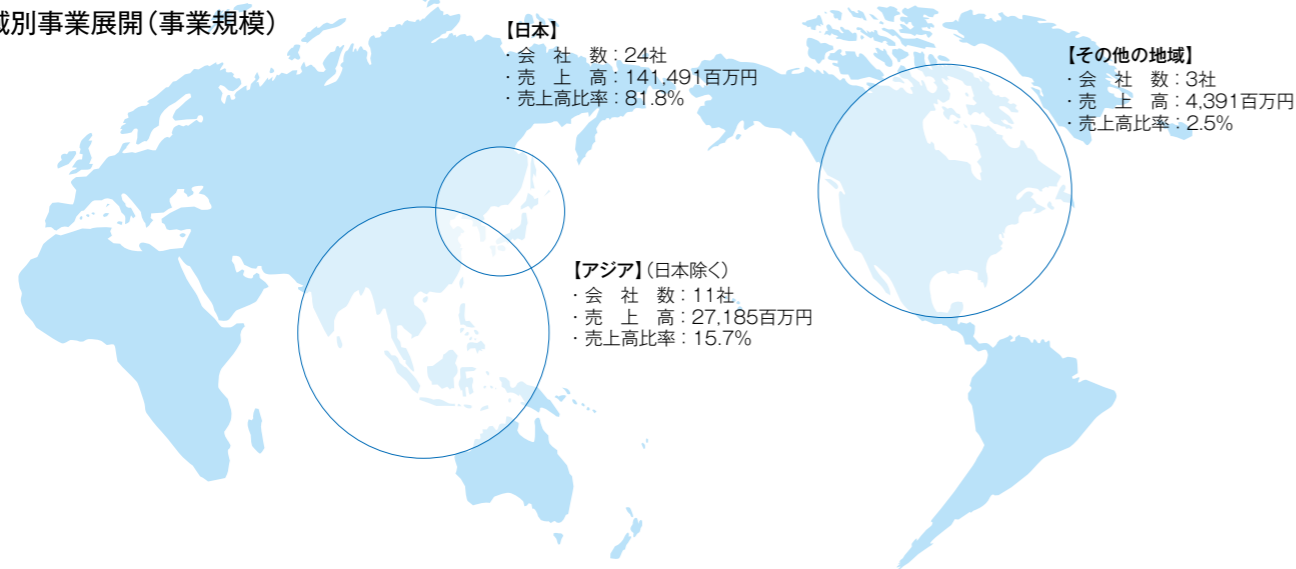 域別事業展開（事業規模）
【日本】
・会　社　数：24社
・売　上　高：141,491百万円
・売上高比率：81.8%
【その他の地域】
・会　社　数：3社
・売　上　高：4,391百万円
・売上高比率：2.5%
【アジア】（日本除く）
・会　社　数：11社
・売　上　高：27,185百万円
・売上高比率：15.7%